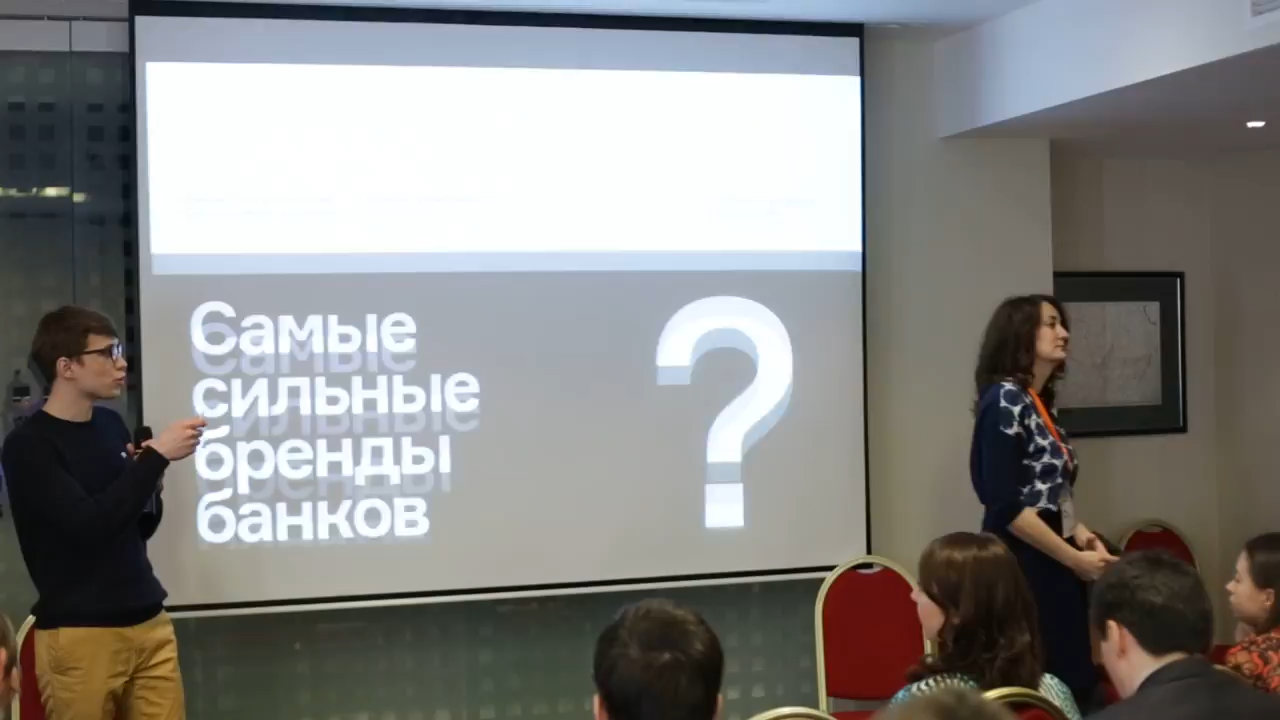 Самые
сильные
бренды
банков
?